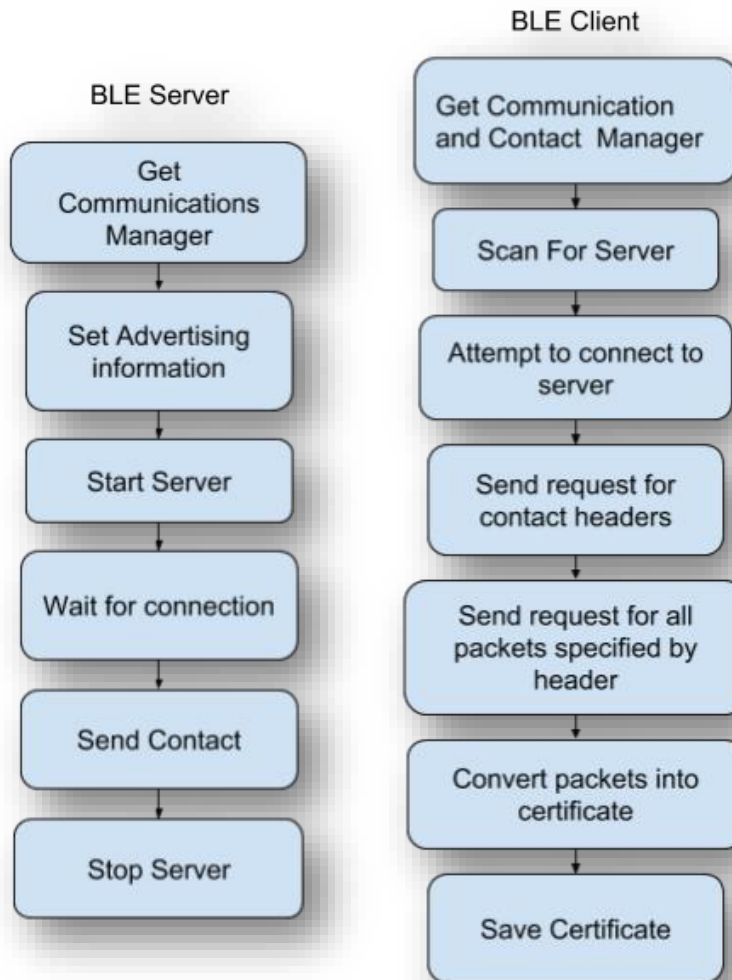 BLE Server
Get
Communications
Manager
Set Advertising
information
Start Server
Wait for connection
Send Contact
Stop Server
BLE Client
Get Communication
and Contact Manager
Scan For Server
Attempt to connect to
server
Send request for
contact headers
Send request for all
packets specified by
header
Convert packets into
certificate
Save Certificate